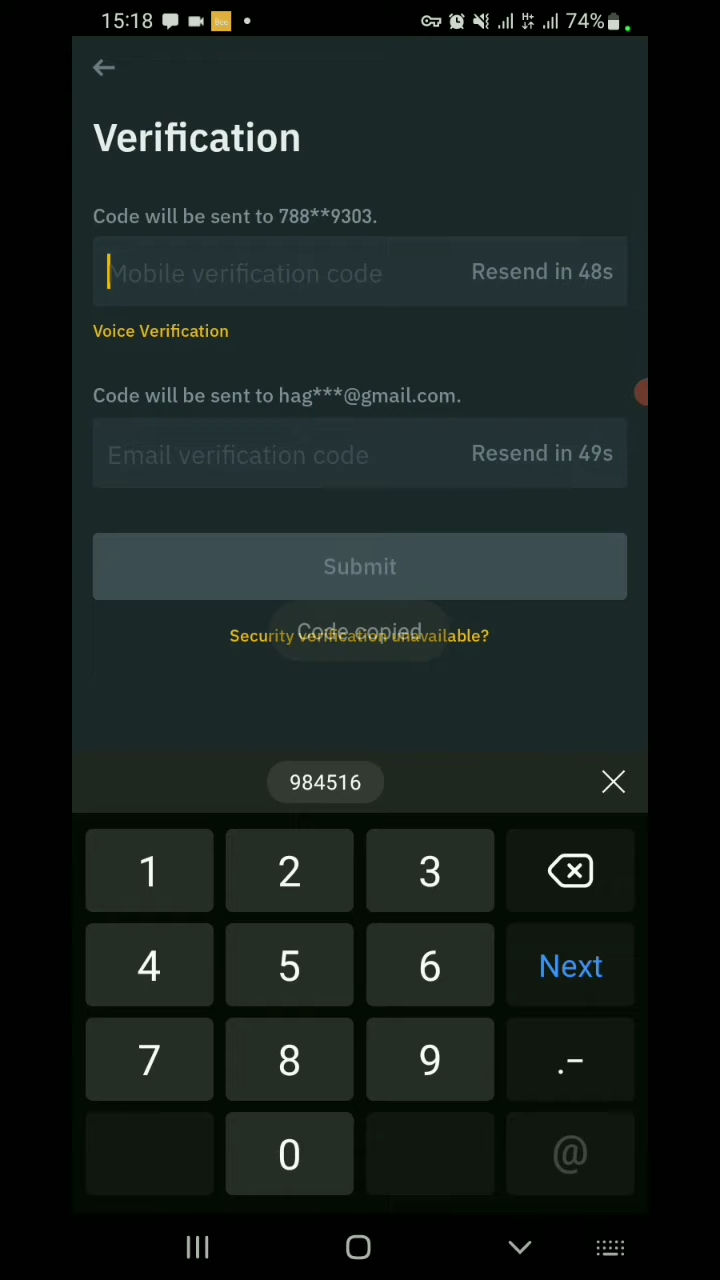 15:18 74%
Verification
Code will be sent to 788**9303.
Mobile verification code Resend in 48s
Voice Verification
Code will be sent to hag***@gmail.com.
Email verification code Resend in 49s
Submit
Code copied
Security verification unavailable?
984516
1 2 3
4 5 6 Next
7 8 9 .-
0 @